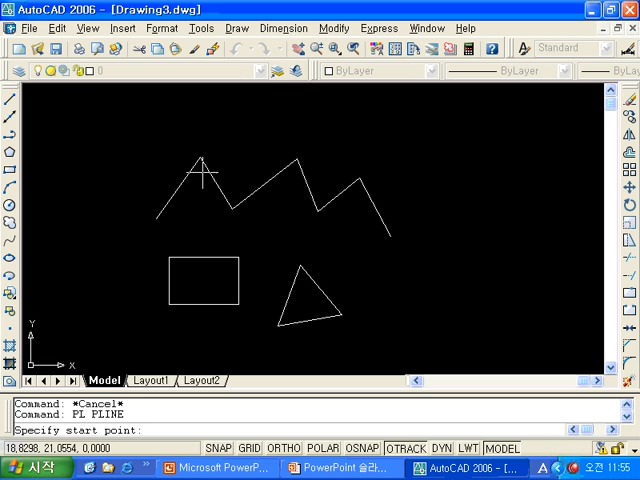 AutoCAD 2006 - [Drawing3.dwg]
File Edit View Insert Format Tools Draw Dimension Modify Express Window Help
Standard
0 ByLayer ByLayer ByLay
Y
X
Model Layout1 Layout2
Command: *Cancel*
Command: PL PLINE
Specify start point:
18,8298, 21,0554, 0,0000 SNAP GRID ORTHO POLAR OSNAP OTRACK DYN LWT MODEL
시작 Microsoft PowerP... PowerPoint 슬라... AutoCAD 2006 - [... A 오전 11:55